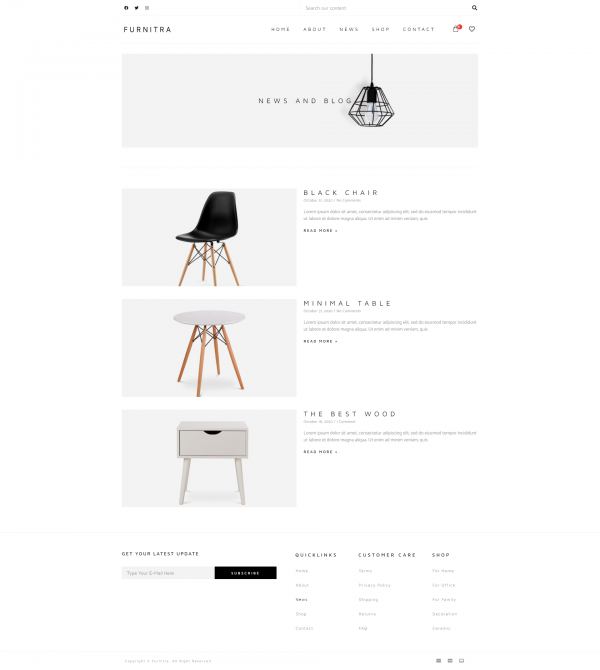 Search our content
FURNITRA
HOME ABOUT NEWS SHOP CONTACT
NEWS AND BLOG
BLACK CHAIR
October 21, 2020 / No Comments
Lorem ipsum dolor sit amet, consectetur adipiscing elit, sed do eiusmod tempor incididunt
ut labore et dolore magna aliqua. Ut enim ad minim veniam, quis
READ MORE »
MINIMAL TABLE
October 21, 2020 / No Comments
Lorem ipsum dolor sit amet, consectetur adipiscing elit, sed do eiusmod tempor incididunt
ut labore et dolore magna aliqua. Ut enim ad minim veniam, quis
READ MORE »
THE BEST WOOD
October 16, 2020 / 1 Comment
Lorem ipsum dolor sit amet, consectetur adipiscing elit, sed do eiusmod tempor incididunt
ut labore et dolore magna aliqua. Ut enim ad minim veniam, quis
READ MORE »
GET YOUR LATEST UPDATE
Type Your E-Mail Here
SUBSCRIBE
QUICKLINKS
Home
About
News
Shop
Contact
CUSTOMER CARE
Terms
Privacy Policy
Shipping
Returns
FAQ
SHOP
For Home
For Office
For Family
Decoration
Careers
Copyright © Furnitra. All Right Reserved